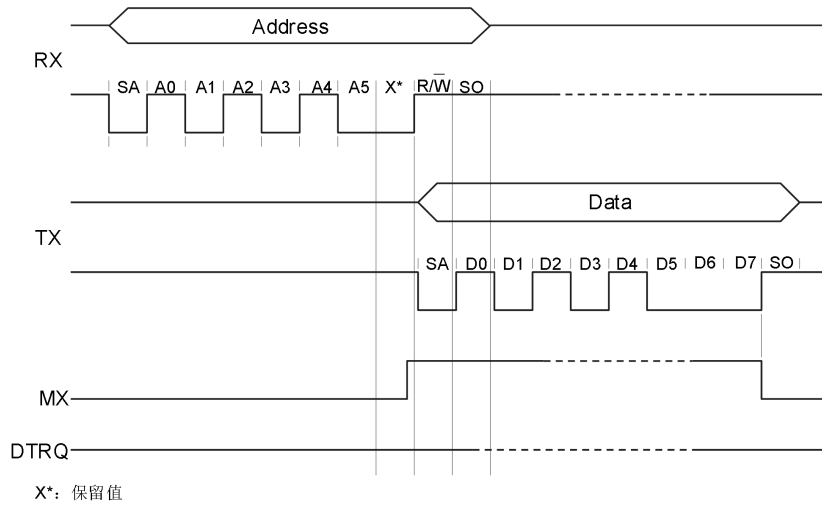 Address
RX
SA A0 A1 A2 A3 A4 A5 X* R/W̅ SO
Data
TX
SA D0 D1 D2 D3 D4 D5 D6 D7 SO
MX
DTRQ
X*：保留值